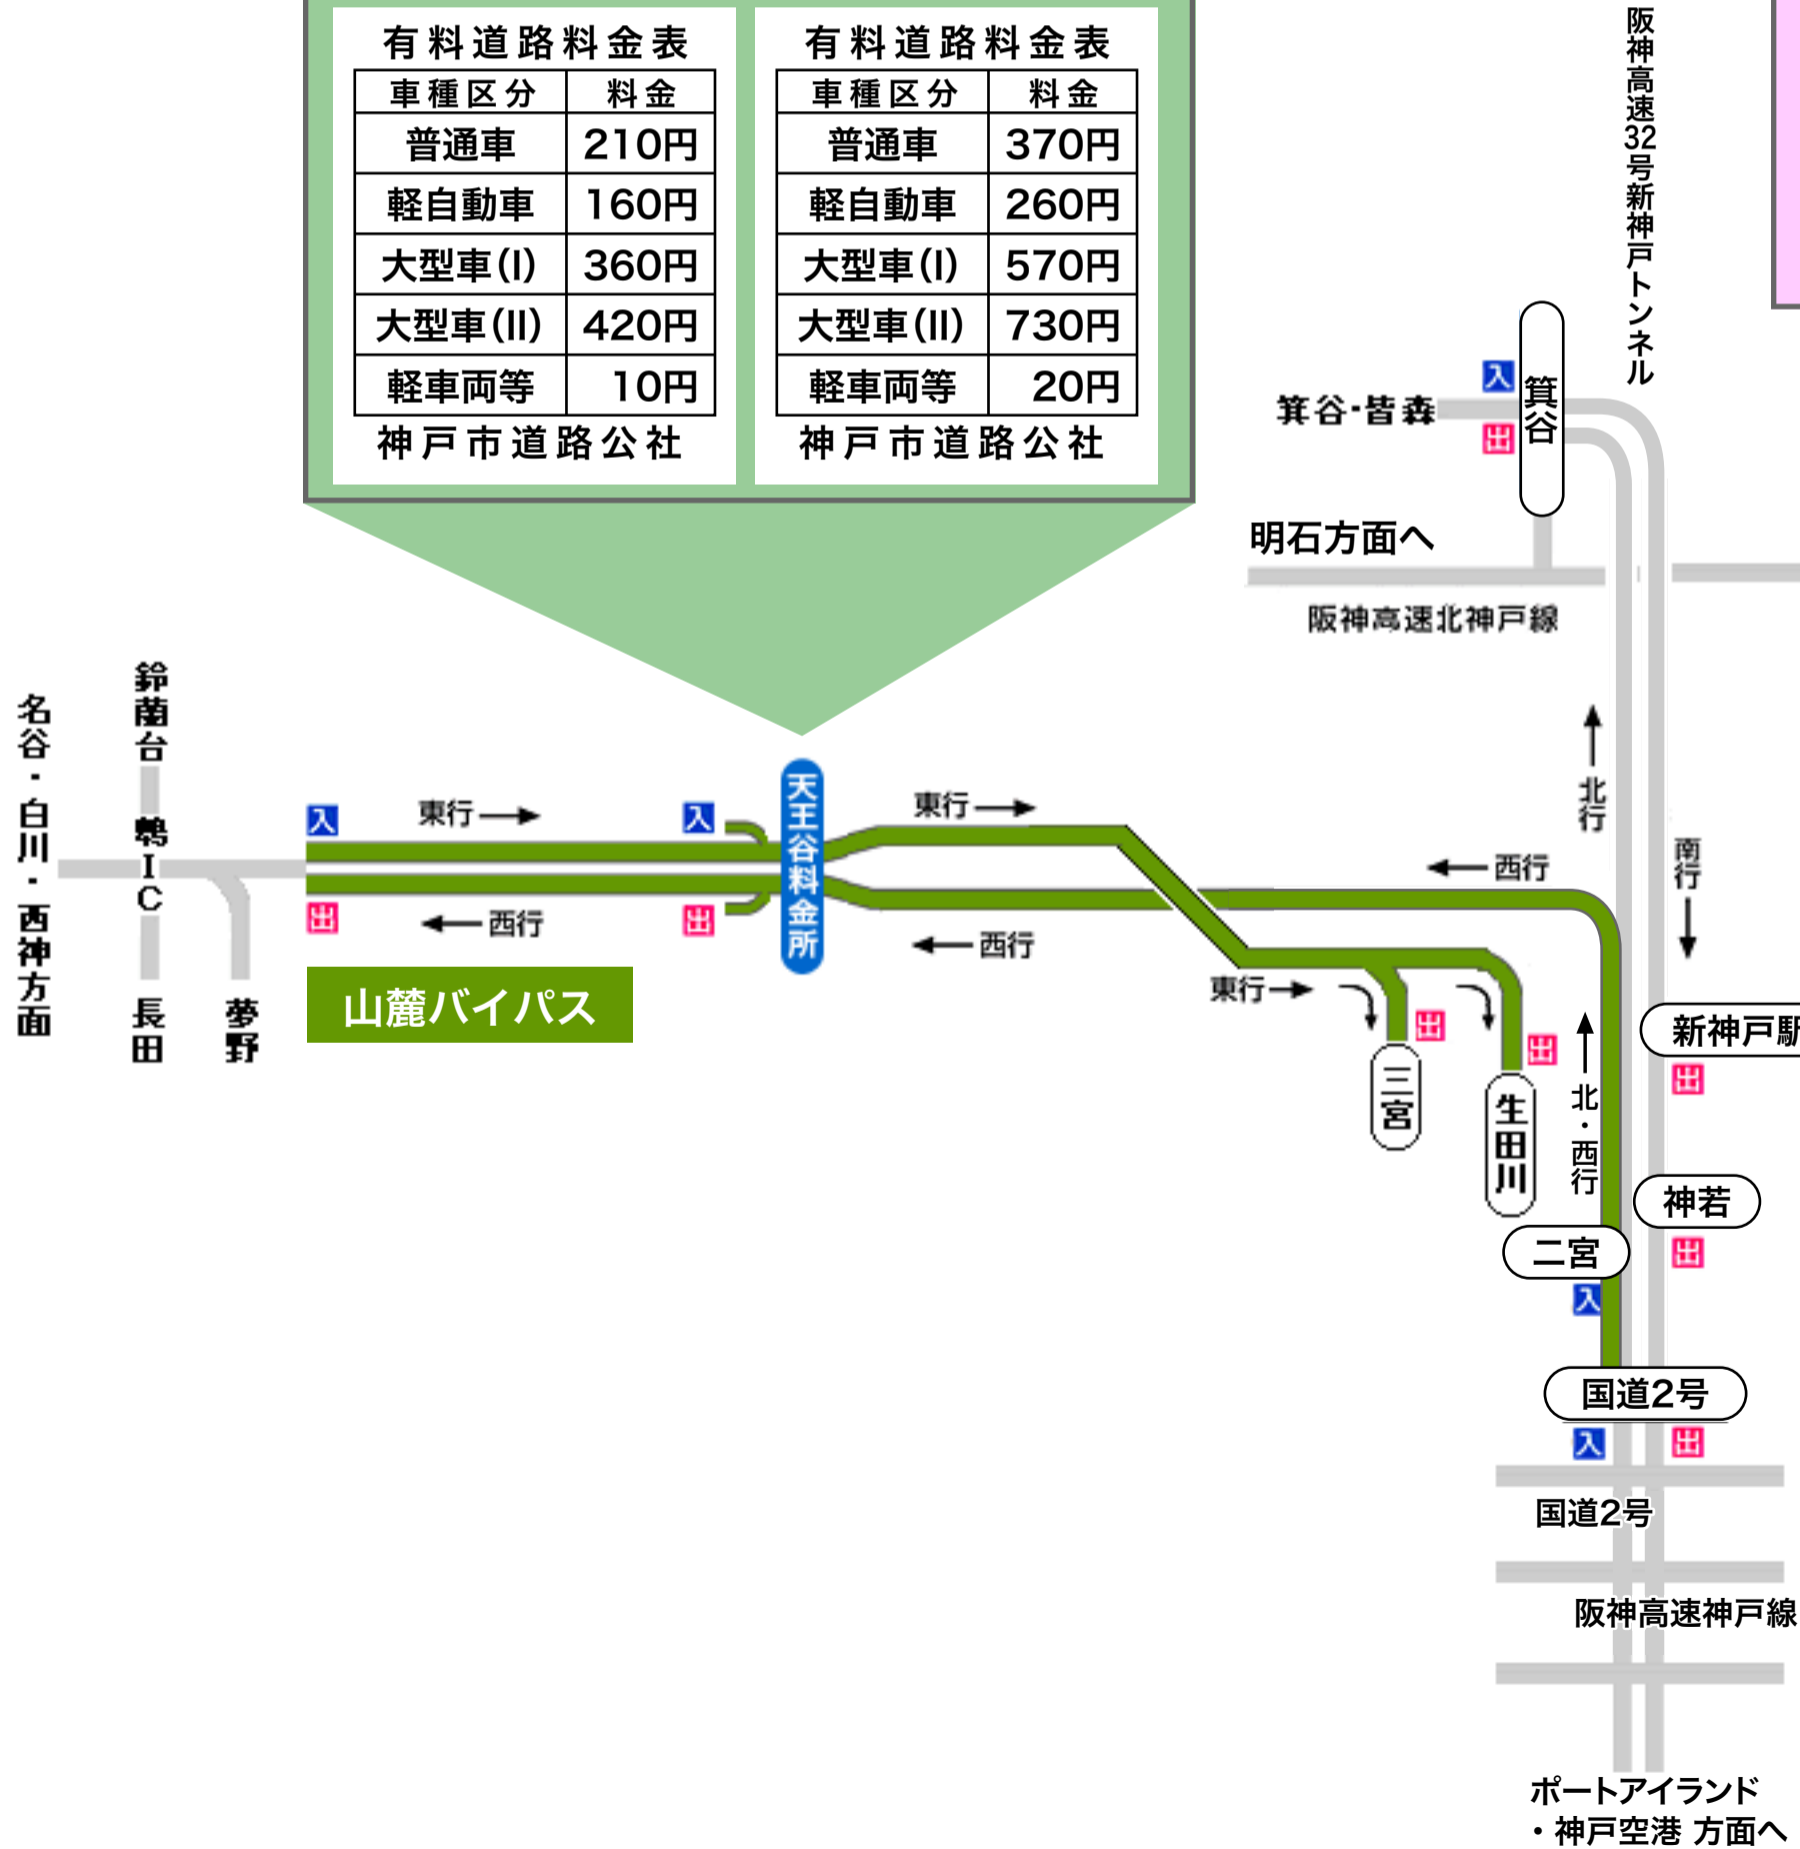 有料道路料金表
車種区分 料金
普通車 210円
軽自動車 160円
大型車(I) 360円
大型車(II) 420円
軽車両等 10円
神戸市道路公社
有料道路料金表
車種区分 料金
普通車 370円
軽自動車 260円
大型車(I) 570円
大型車(II) 730円
軽車両等 20円
神戸市道路公社
阪神高速32号新神戸トンネル
入
箕谷・皆森
出
箕谷
明石方面へ
阪神高速北神戸線
名谷・白川・西神方面
鈴蘭台
鵯IC
長田
夢野
入
東行
入
天王谷料金所
東行
西行
北行
南行
出
西行
出
西行
山麓バイパス
東行
出
三宮
出
生田川
北・西行
新神戸駅
出
神若
出
二宮
入
国道2号
入
出
国道2号
阪神高速神戸線
ポートアイランド
・神戸空港 方面へ